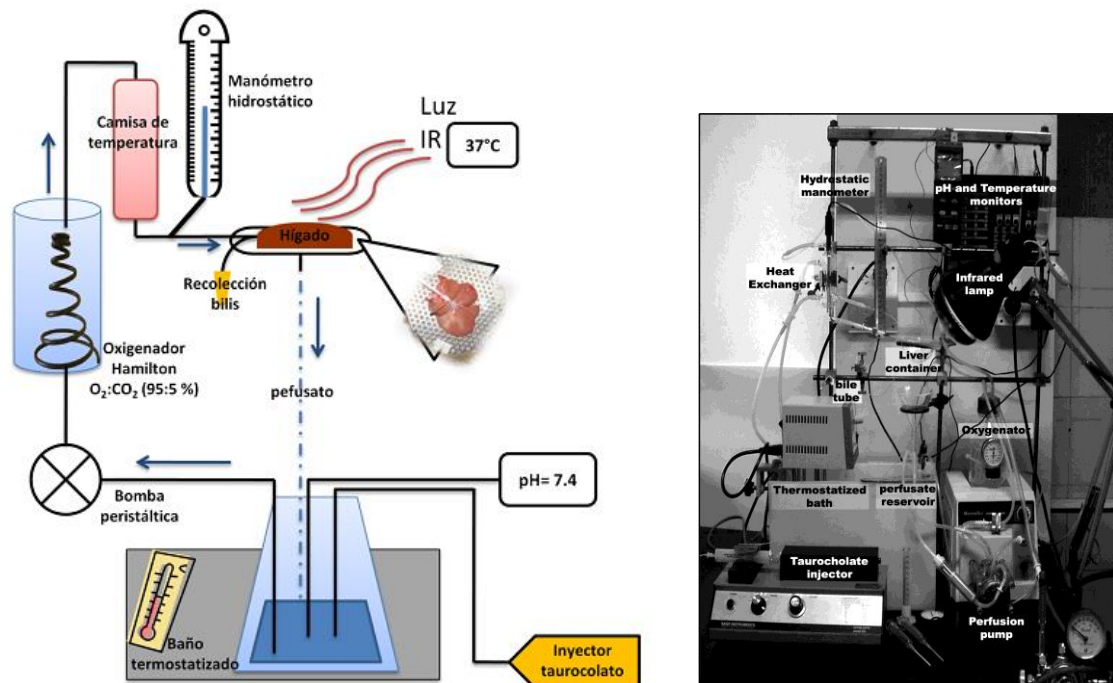 Manómetro
hidrostático
Camisa de
temperatura
Luz
IR
37°C
Hígado
Recolección
bilis
Oxigenador
Hamilton
O₂:CO₂ (95:5 %)
pefusato
Bomba
peristáltica
pH= 7.4
Baño
termostatizado
Inyector
taurocolato
Hydrostatic
manometer
pH and Temperature
monitors
Heat
Exchanger
Infrared
lamp
Liver
container
bile
tube
Oxygenator
Thermostatized
bath
perfusate
reservoir
Taurocholate
injector
Perfusion
pump